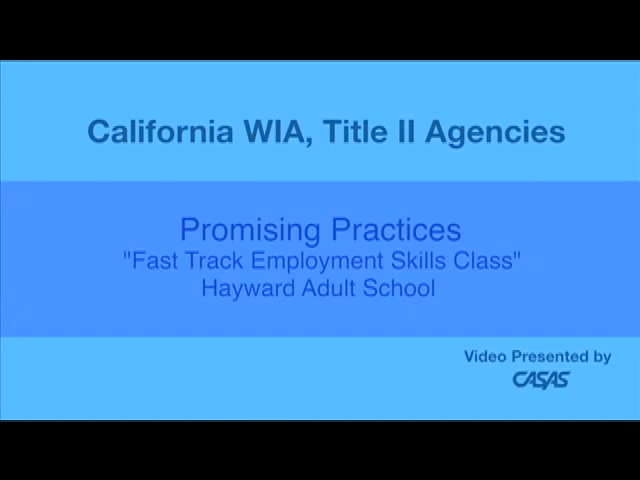 California WIA, Title II Agencies
Promising Practices
"Fast Track Employment Skills Class"
Hayward Adult School
Video Presented by
CASAS